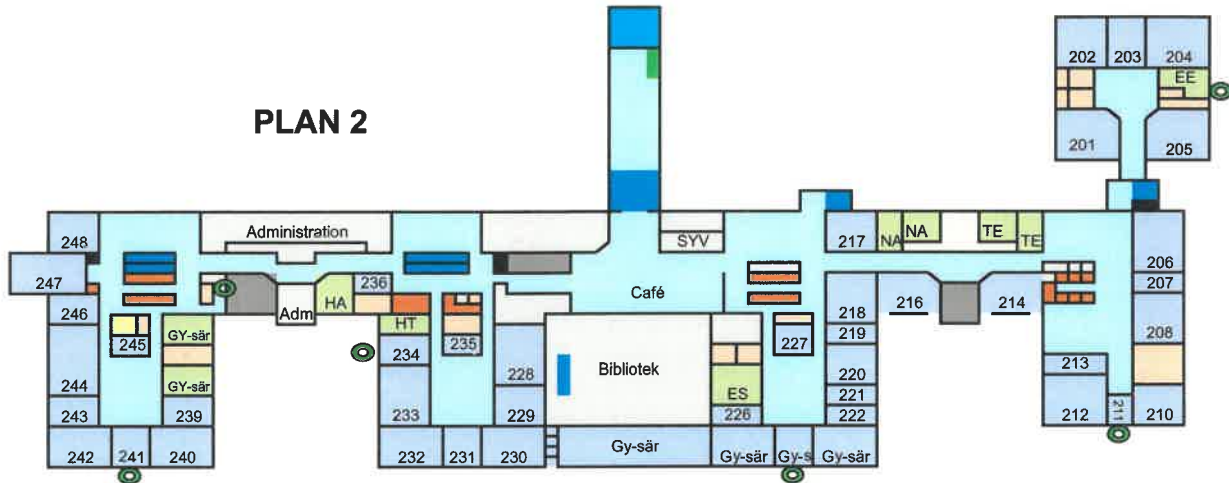 PLAN 2
202
203
204
EE
201
205
248
Administration
SYV
217
NA
NA
TE
TE
206
247
236
207
246
Adm
HA
Café
218
216
214
208
GY-sär
HT
245
234
235
227
219
228
Bibliotek
220
213
244
GY-sär
233
ES
221
243
239
229
226
222
212
211
210
242
241
240
232
231
230
Gy-sär
Gy-sär
Gy-s
Gy-sär